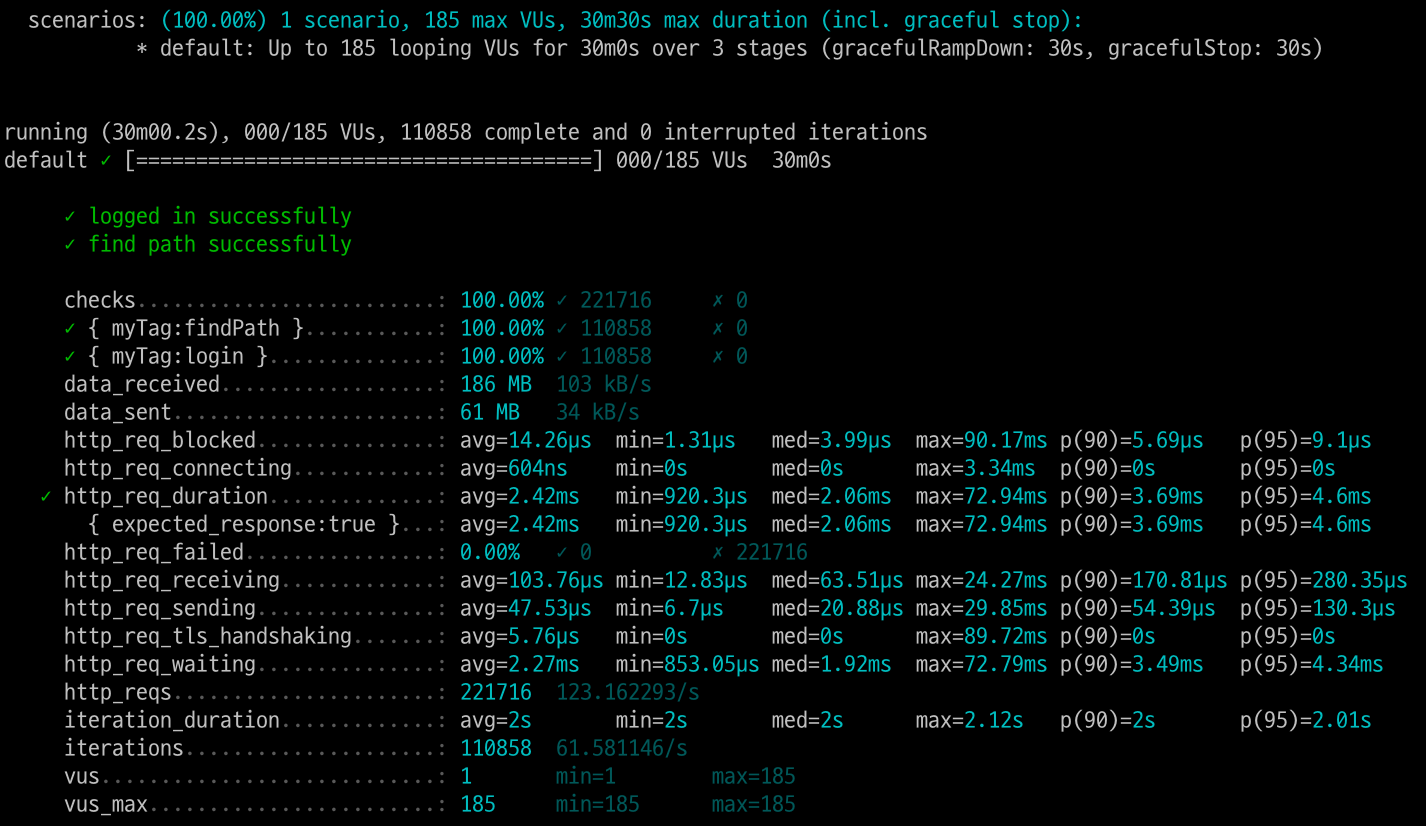 scenarios: (100.00%) 1 scenario, 185 max VUs, 30m30s max duration (incl. graceful stop):
* default: Up to 185 looping VUs for 30m0s over 3 stages (gracefulRampDown: 30s, gracefulStop: 30s)
running (30m00.2s), 000/185 VUs, 110858 complete and 0 interrupted iterations
default ✓ [======================================] 000/185 VUs  30m0s
✓ logged in successfully
✓ find path successfully
checks.........................: 100.00% ✓ 221716     ✗ 0
✓ { myTag:findPath }...........: 100.00% ✓ 110858     ✗ 0
✓ { myTag:login }..............: 100.00% ✓ 110858     ✗ 0
data_received..................: 186 MB  103 kB/s
data_sent......................: 61 MB   34 kB/s
http_req_blocked...............: avg=14.26µs  min=1.31µs   med=3.99µs  max=90.17ms p(90)=5.69µs   p(95)=9.1µs
http_req_connecting............: avg=604ns    min=0s       med=0s      max=3.34ms  p(90)=0s       p(95)=0s
✓ http_req_duration..............: avg=2.42ms   min=920.3µs  med=2.06ms  max=72.94ms p(90)=3.69ms   p(95)=4.6ms
{ expected_response:true }...: avg=2.42ms   min=920.3µs  med=2.06ms  max=72.94ms p(90)=3.69ms   p(95)=4.6ms
http_req_failed................: 0.00%   ✓ 0          ✗ 221716
http_req_receiving.............: avg=103.76µs min=12.83µs  med=63.51µs max=24.27ms p(90)=170.81µs p(95)=280.35µs
http_req_sending...............: avg=47.53µs  min=6.7µs    med=20.88µs max=29.85ms p(90)=54.39µs  p(95)=130.3µs
http_req_tls_handshaking.......: avg=5.76µs   min=0s       med=0s      max=89.72ms p(90)=0s       p(95)=0s
http_req_waiting...............: avg=2.27ms   min=853.05µs med=1.92ms  max=72.79ms p(90)=3.49ms   p(95)=4.34ms
http_reqs......................: 221716  123.162293/s
iteration_duration.............: avg=2s       min=2s       med=2s      max=2.12s   p(90)=2s       p(95)=2.01s
iterations.....................: 110858  61.581146/s
vus............................: 1       min=1        max=185
vus_max........................: 185     min=185      max=185